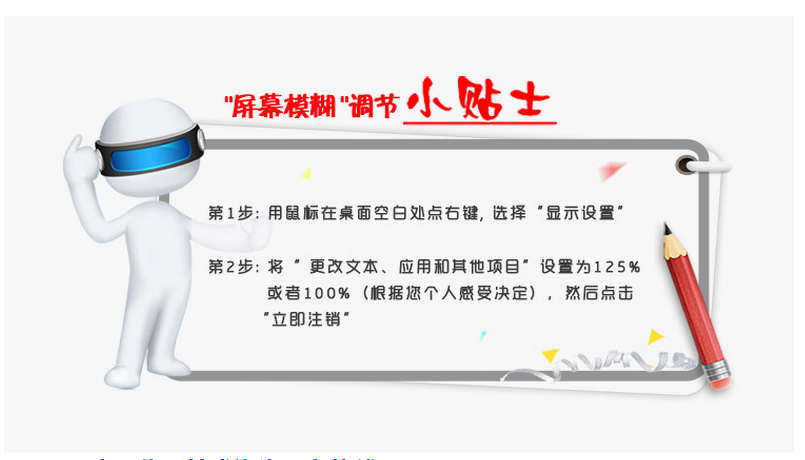 "屏幕模糊"调节小贴士
第1步: 用鼠标在桌面空白处点右键, 选择 "显示设置"
第2步: 将 " 更改文本、应用和其他项目" 设置为125%
或者100% (根据您个人感受决定) , 然后点击
"立即注销"